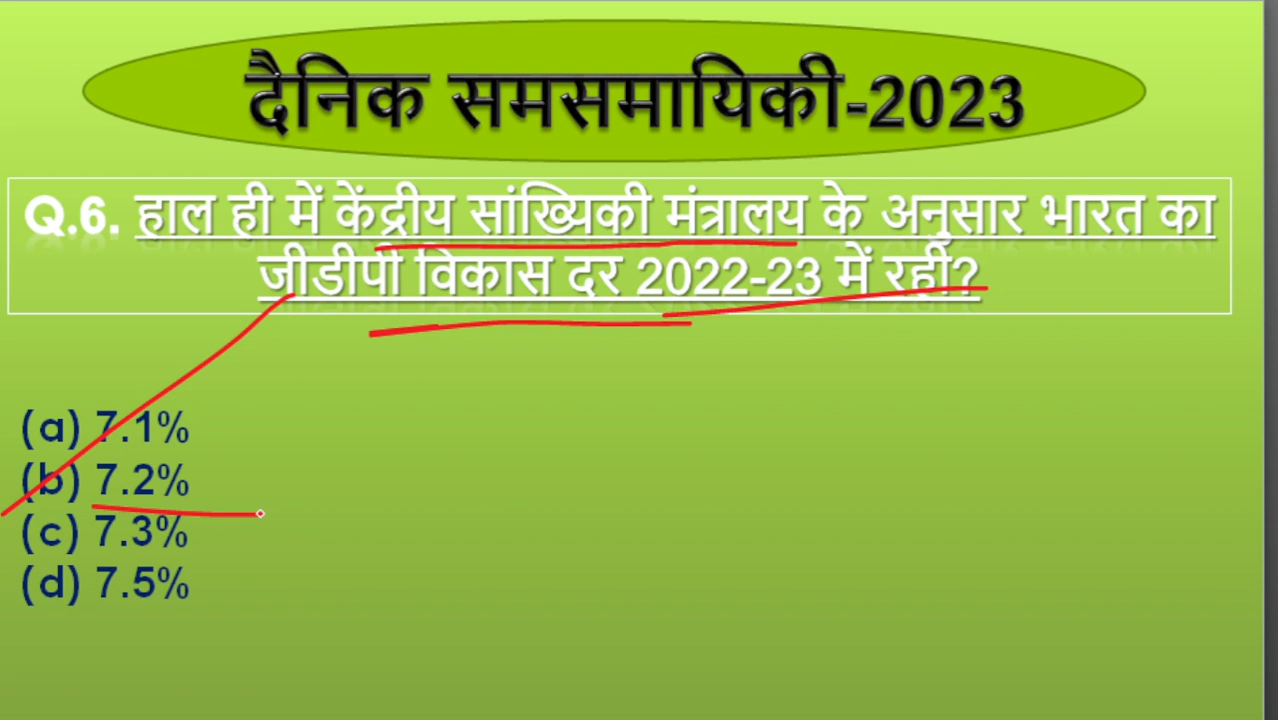 दैनिक समसमायिकी-2023
Q.6. हाल ही में केंद्रीय सांख्यिकी मंत्रालय के अनुसार भारत का
जीडीपी विकास दर 2022-23 में रही?
(a) 7.1%
(b) 7.2%
(c) 7.3%
(d) 7.5%